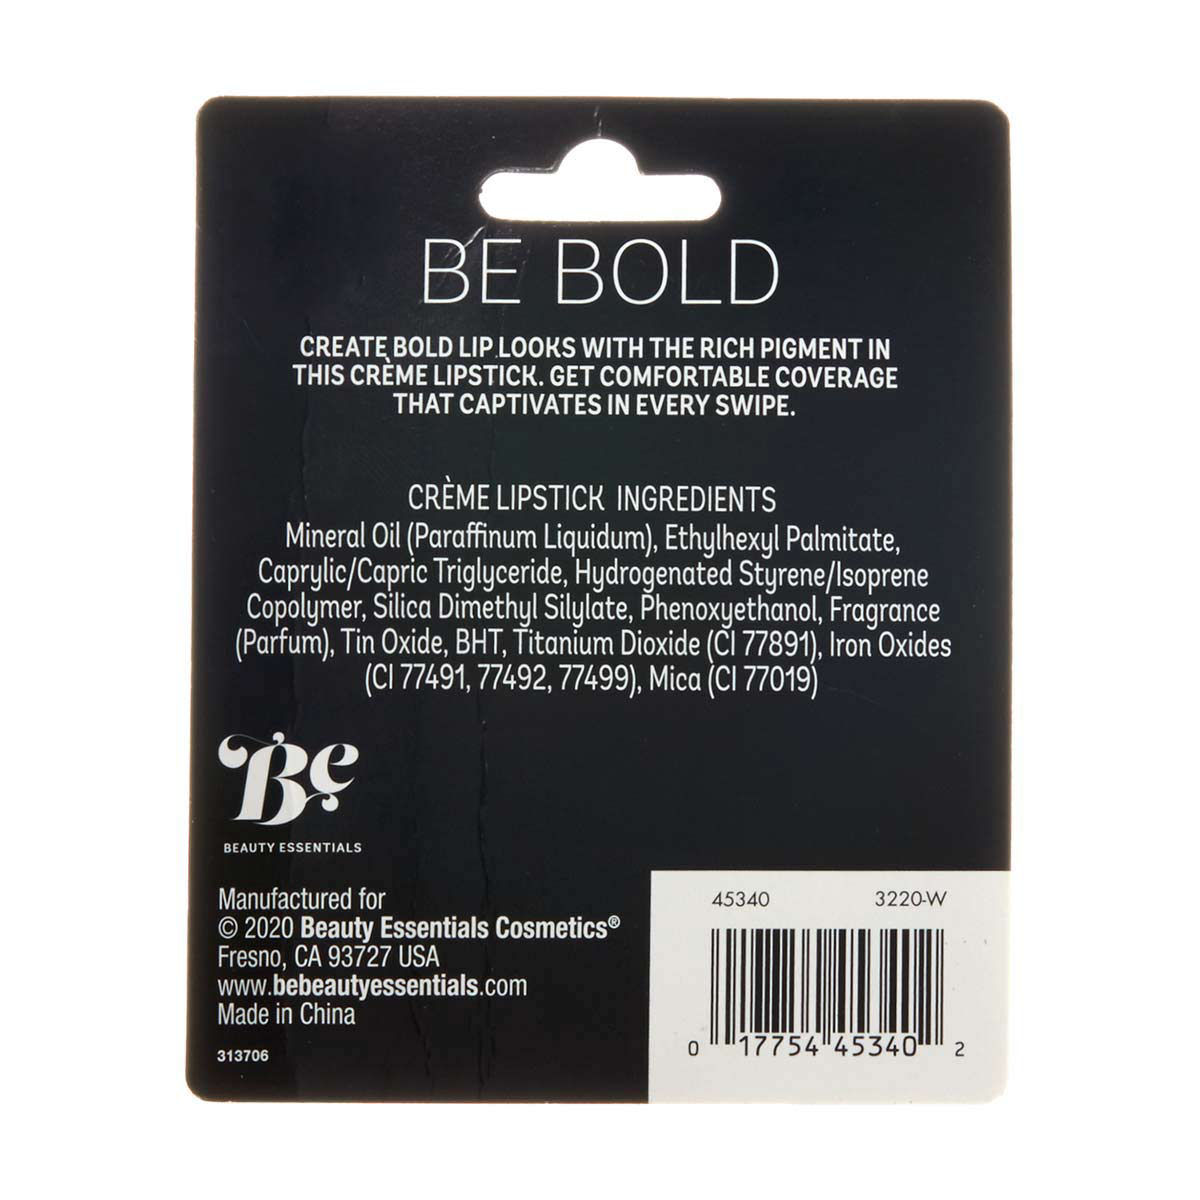 BE BOLD
CREATE BOLD LIP LOOKS WITH THE RICH PIGMENT IN
THIS CRÈME LIPSTICK. GET COMFORTABLE COVERAGE
THAT CAPTIVATES IN EVERY SWIPE.
CRÈME LIPSTICK INGREDIENTS
Mineral Oil (Paraffinum Liquidum), Ethylhexyl Palmitate,
Caprylic/Capric Triglyceride, Hydrogenated Styrene/Isoprene
Copolymer, Silica Dimethyl Silylate, Phenoxyethanol, Fragrance
(Parfum), Tin Oxide, BHT, Titanium Dioxide (CI 77891), Iron Oxides
(CI 77491, 77492, 77499), Mica (CI 77019)
Be
BEAUTY ESSENTIALS
Manufactured for
© 2020 Beauty Essentials Cosmetics®
Fresno, CA 93727 USA
www.bebeautyessentials.com
Made in China
313706
45340 3220-W
0 17754 45340 2